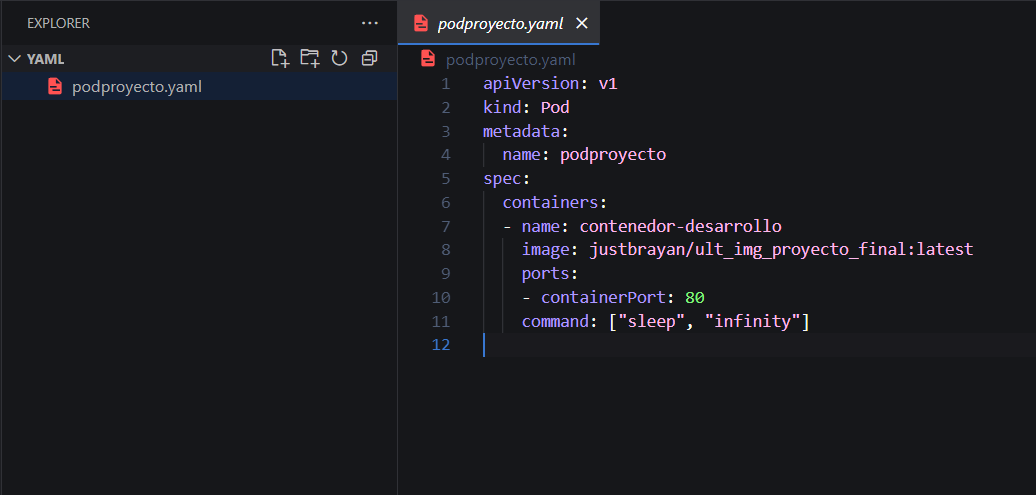 EXPLORER
YAML
podproyecto.yaml
podproyecto.yaml
podproyecto.yaml
1 apiVersion: v1
2 kind: Pod
3 metadata:
4   name: podproyecto
5 spec:
6   containers:
7   - name: contenedor-desarrollo
8     image: justbrayan/ult_img_proyecto_final:latest
9     ports:
10     - containerPort: 80
11     command: ["sleep", "infinity"]
12